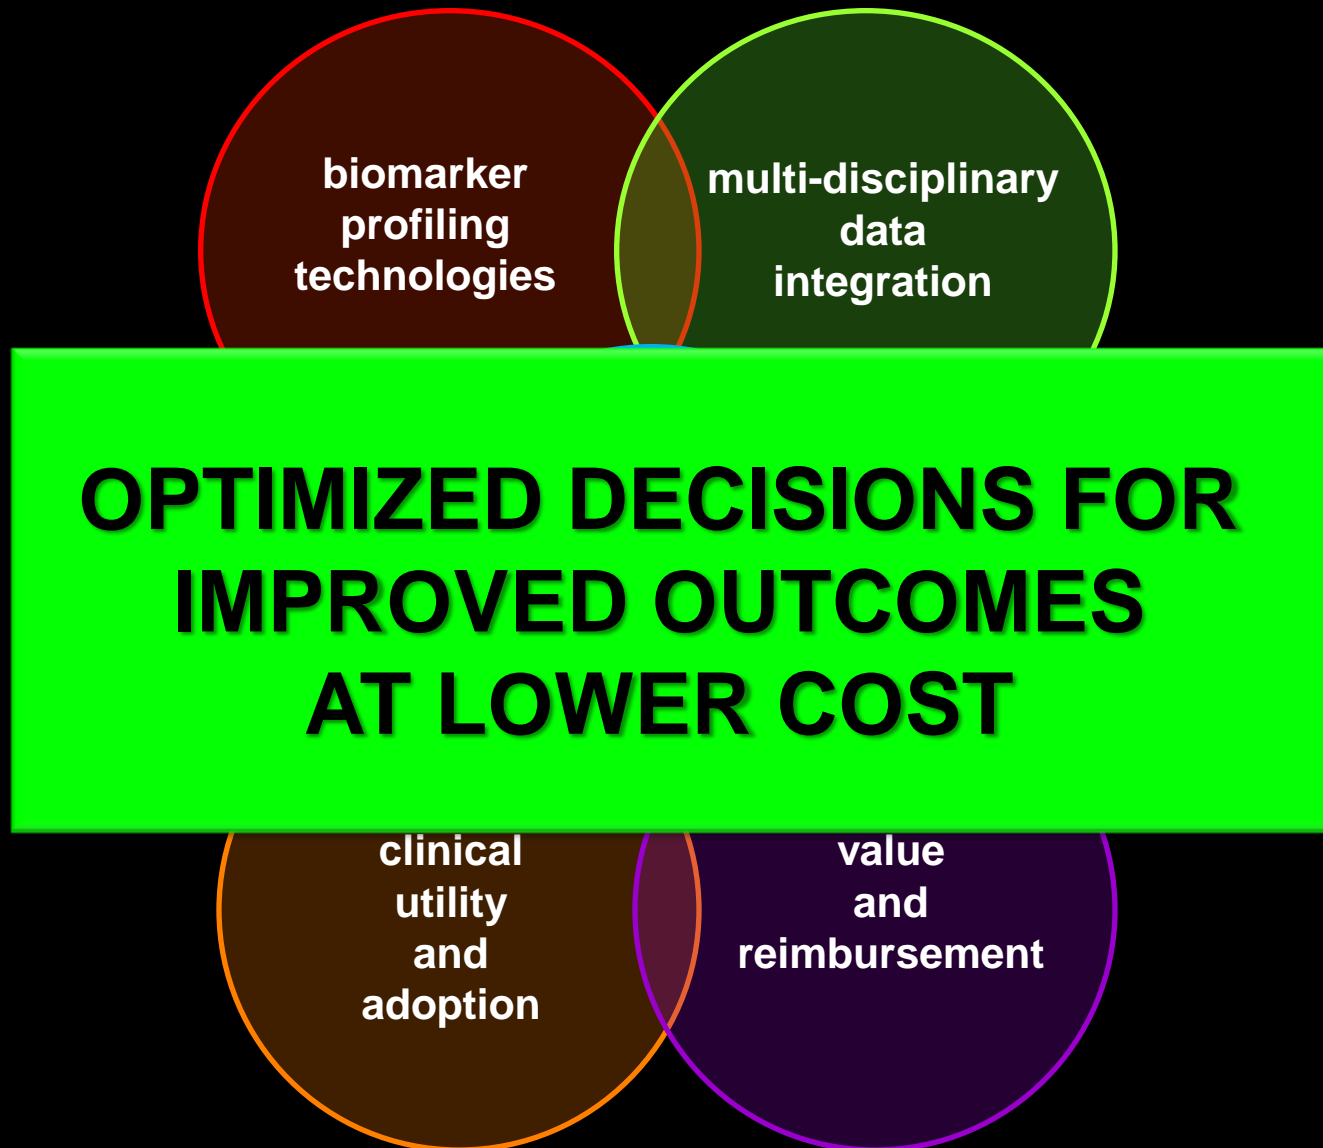 biomarker
profiling
technologies
multi-disciplinary
data
integration
OPTIMIZED DECISIONS FOR
IMPROVED OUTCOMES
AT LOWER COST
clinical
utility
and
adoption
value
and
reimbursement